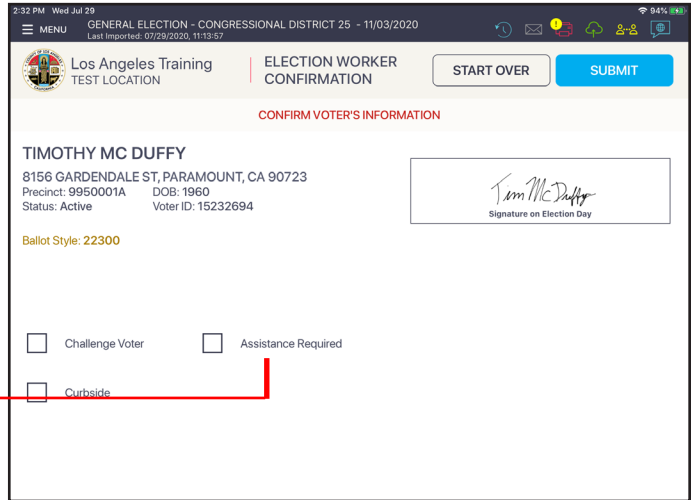 2:32 PM Wed Jul 29 94%
MENU GENERAL ELECTION - CONGRESSIONAL DISTRICT 25 - 11/03/2020
Last Imported: 07/29/2020, 11:13:57
Los Angeles Training
TEST LOCATION
ELECTION WORKER
CONFIRMATION
START OVER
SUBMIT
CONFIRM VOTER'S INFORMATION
TIMOTHY MC DUFFY
8156 GARDENDALE ST, PARAMOUNT, CA 90723
Precinct: 9950001A DOB: 1960
Status: Active Voter ID: 15232694
Tim McDuffy
Signature on Election Day
Ballot Style: 22300
Challenge Voter Assistance Required
Curbside